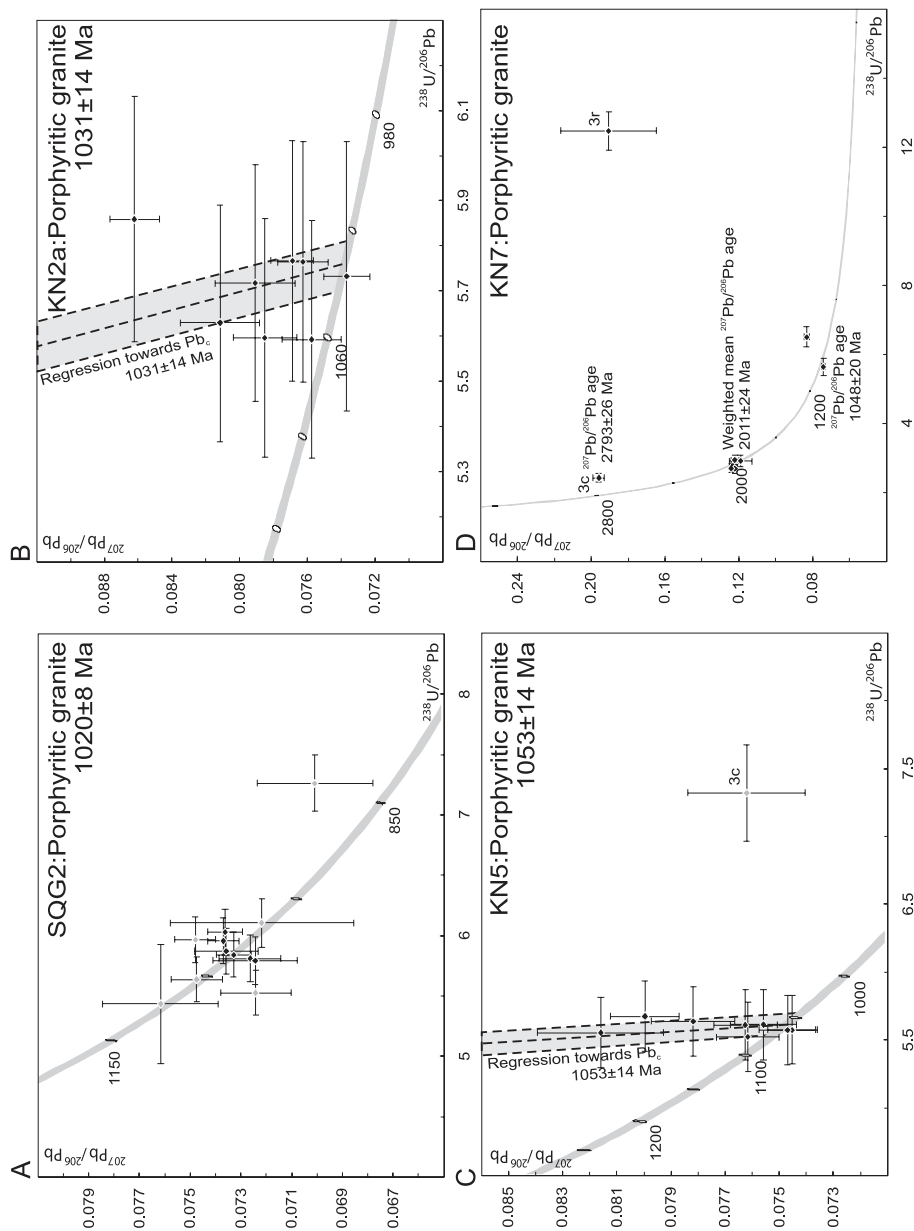 A
SQG2:Porphyritic granite
1020±8 Ma
207Pb/206Pb
0.079
0.077
0.075
0.073
0.071
0.069
0.067
1150
850
238U/206Pb
5
6
7
8
B
KN2a:Porphyritic granite
1031±14 Ma
207Pb/206Pb
0.088
0.084
0.080
0.076
0.072
Regression towards Pbc
1031±14 Ma
1060
980
238U/206Pb
5.3
5.5
5.7
5.9
6.1
C
KN5:Porphyritic granite
1053±14 Ma
207Pb/206Pb
0.085
0.083
0.081
0.079
0.077
0.075
0.073
Regression towards Pbc
1053±14 Ma
3c
1200
1100
1000
238U/206Pb
5.5
6.5
7.5
D
KN7:Porphyritic granite
207Pb/206Pb
0.24
0.20
0.16
0.12
0.08
3r
3c 207Pb/206Pb age
2793±26 Ma
2800
Weighted mean 207Pb/206Pb age
2011±24 Ma
2000
1200
207Pb/206Pb age
1048±20 Ma
238U/206Pb
4
8
12